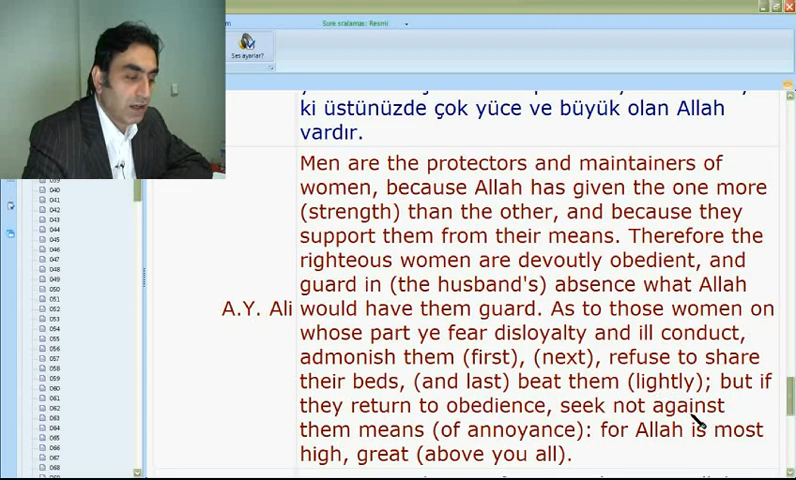 Sure sıralaması: Resmi
Ses ayarları?
ki üstünüzde çok yüce ve büyük olan Allah
vardır.
Men are the protectors and maintainers of
women, because Allah has given the one more
(strength) than the other, and because they
support them from their means. Therefore the
righteous women are devoutly obedient, and
guard in (the husband's) absence what Allah
A.Y. Ali would have them guard. As to those women on
whose part ye fear disloyalty and ill conduct,
admonish them (first), (next), refuse to share
their beds, (and last) beat them (lightly); but if
they return to obedience, seek not against
them means (of annoyance): for Allah is most
high, great (above you all).
039
040
041
042
043
044
045
046
047
048
049
050
051
052
053
054
055
056
057
058
059
060
061
062
063
064
065
066
067
068